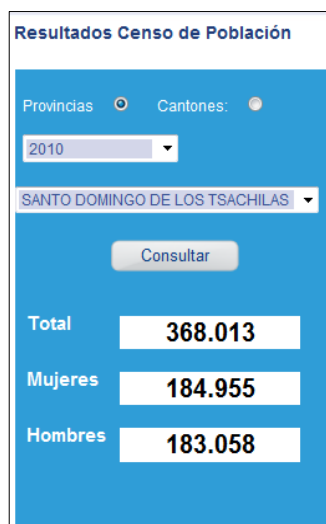 Resultados Censo de Población
Provincias Cantones:
2010
SANTO DOMINGO DE LOS TSACHILAS
Consultar
Total 368.013
Mujeres 184.955
Hombres 183.058